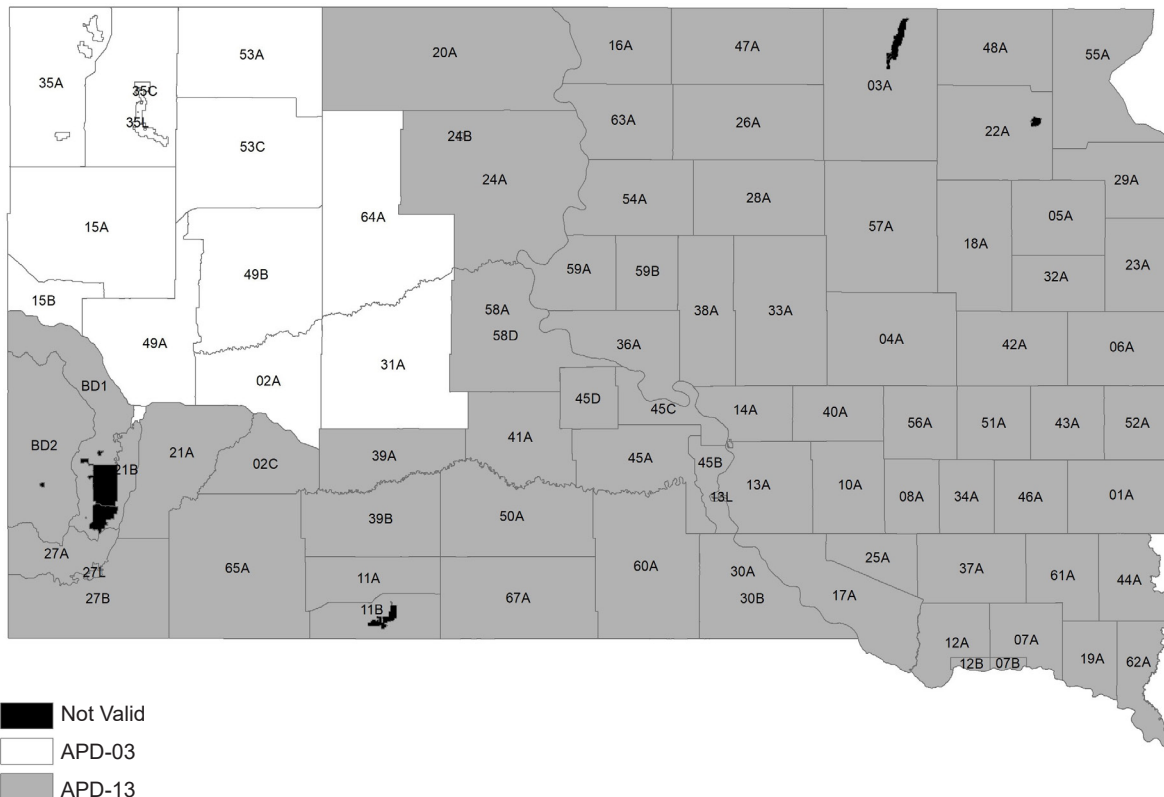 16A 47A 48A
53A 20A 55A
35A 03A
35C
35L 63A 26A 22A
53C 24B
24A 29A
54A 28A
64A 05A
15A 57A
18A
49B 59A 59B 32A 23A
15B 58A 38A 33A
58D 04A
49A 36A 42A 06A
31A
02A
BD1
45D
45C 14A 40A
56A 51A 43A 52A
BD2 21A 41A
39A 45A
21B 02C 45B
13L 13A 10A 08A 34A 46A 01A
39B 50A
27A 25A
27L 65A 11A 60A 30A 37A 61A 44A
27B 67A 30B 17A
11B
12A 07A
12B 07B 19A 62A
Not Valid
APD-03
APD-13